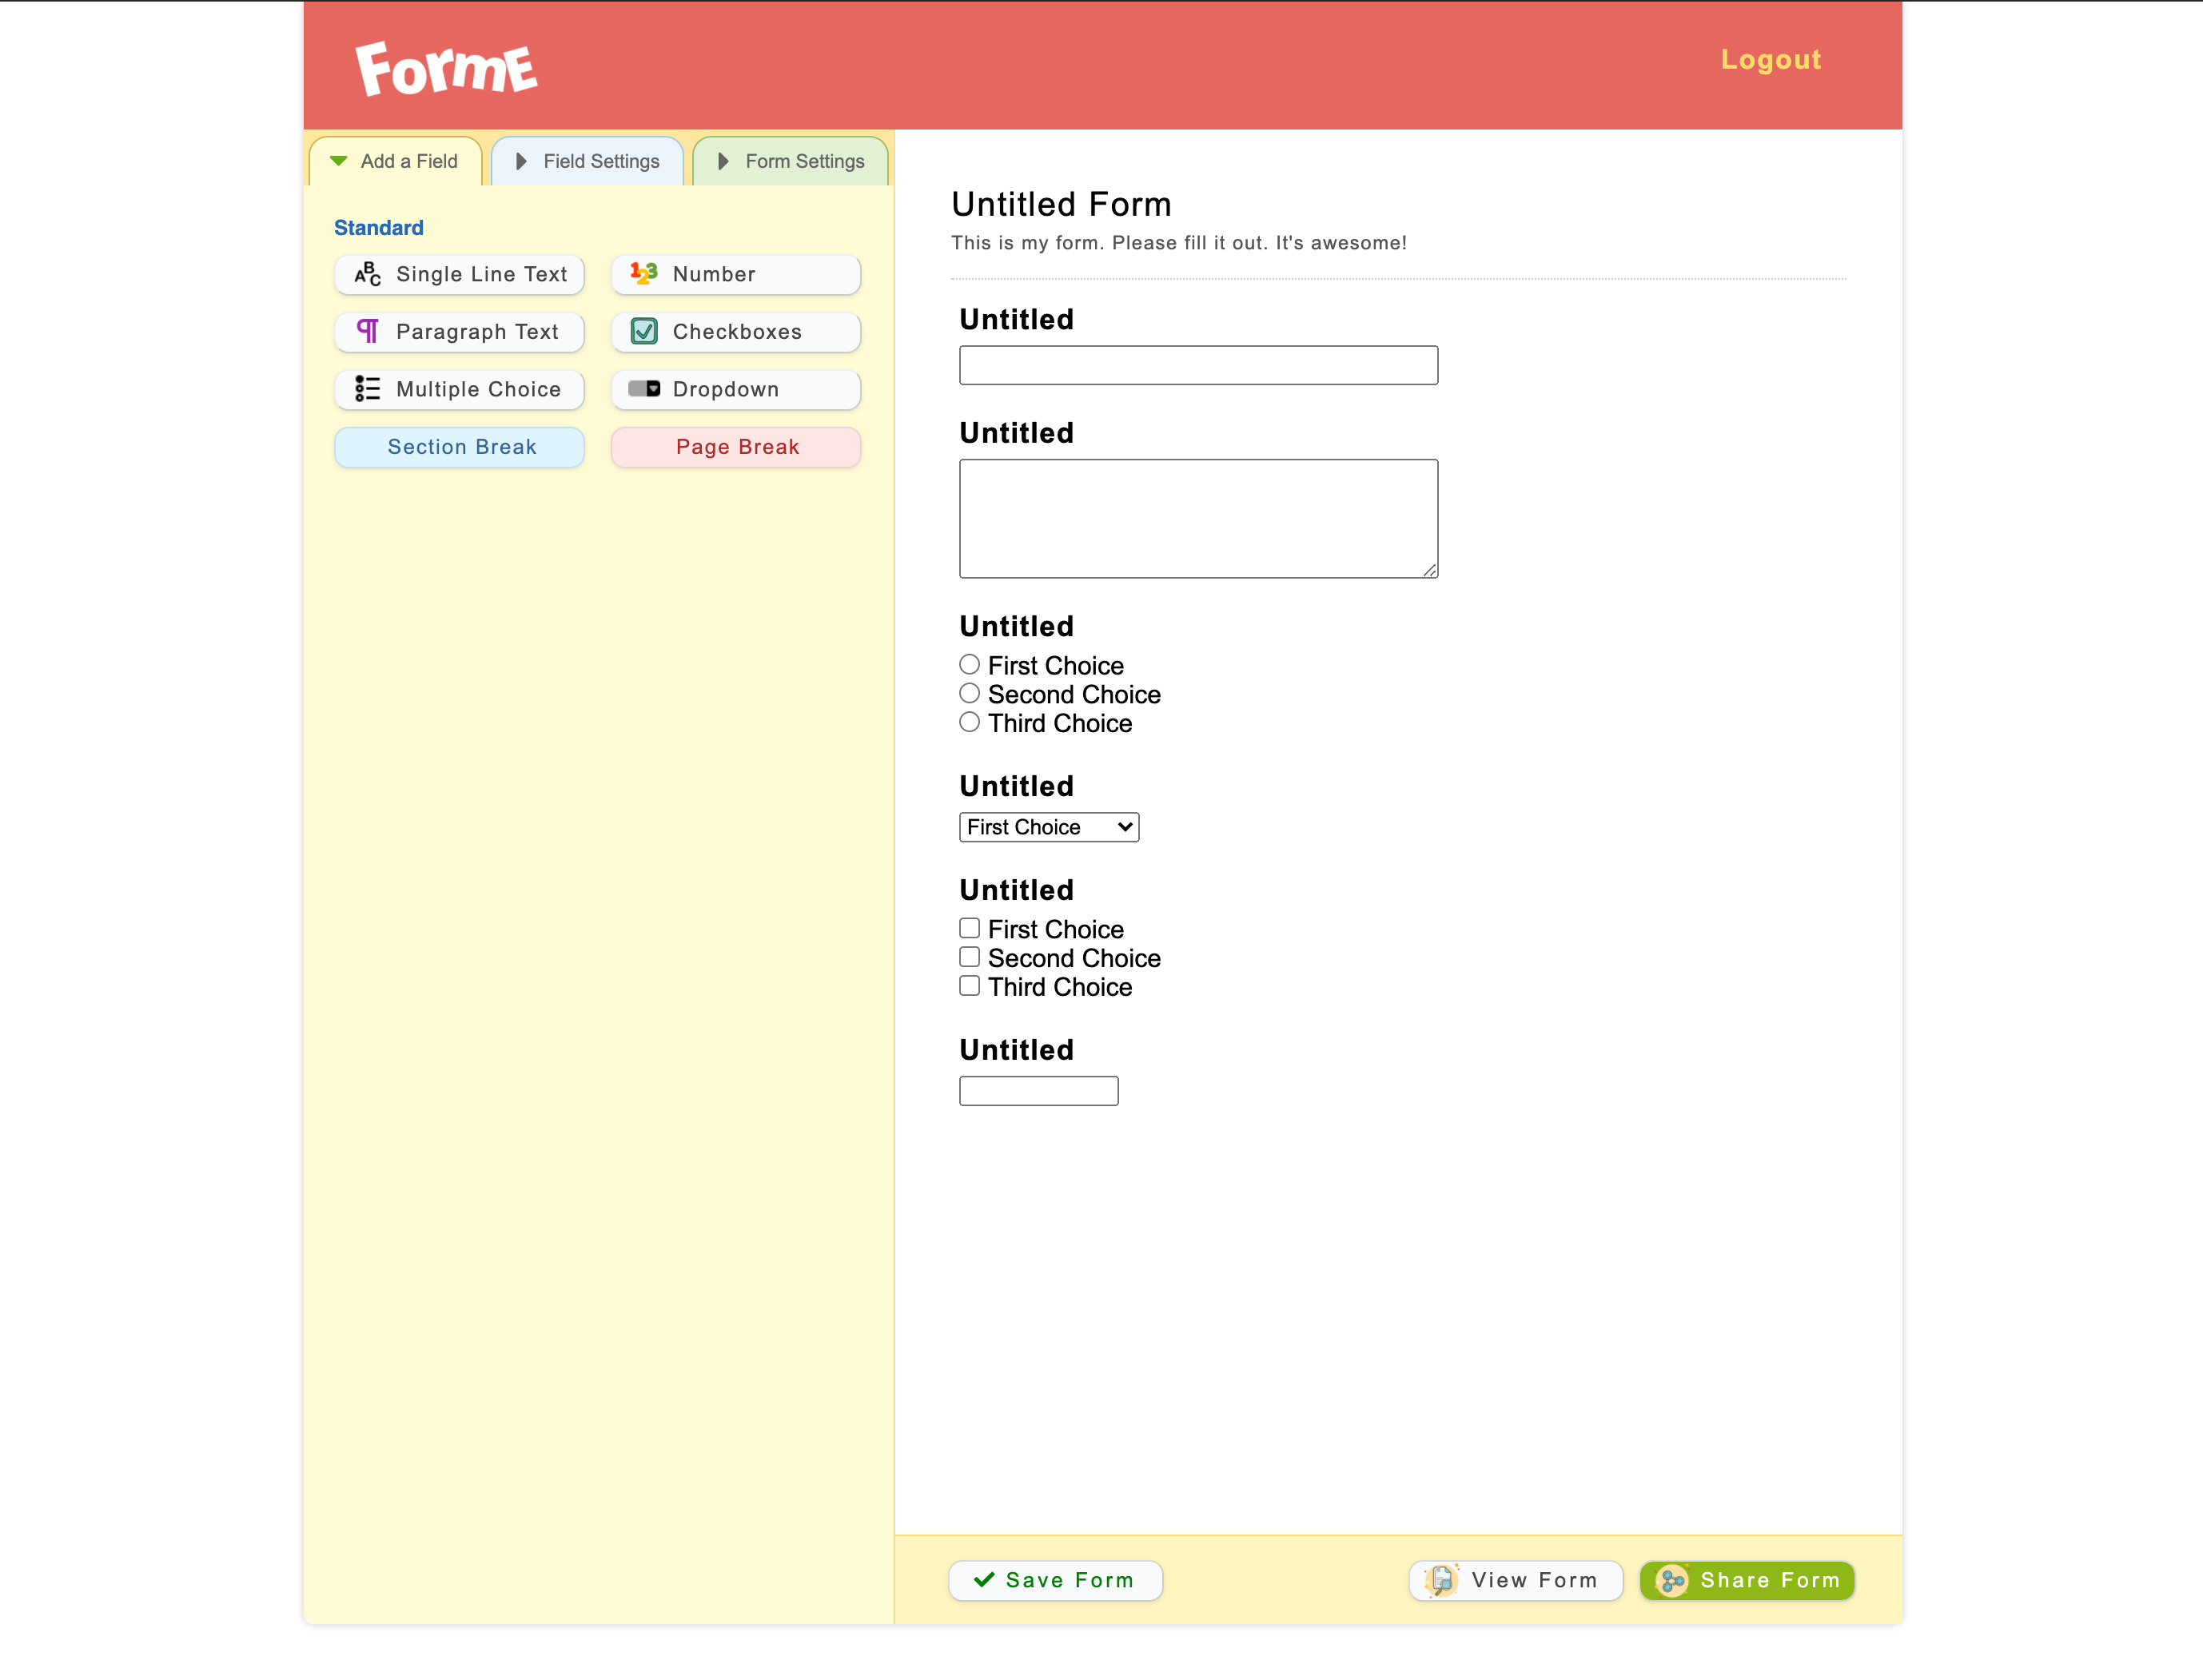 FormE
Logout
Add a Field
Field Settings
Form Settings
Standard
ABC Single Line Text
123 Number
¶ Paragraph Text
Checkboxes
Multiple Choice
Dropdown
Section Break
Page Break
Untitled Form
This is my form. Please fill it out. It's awesome!
Untitled
Untitled
Untitled
First Choice
Second Choice
Third Choice
Untitled
First Choice
Untitled
First Choice
Second Choice
Third Choice
Untitled
Save Form
View Form
Share Form